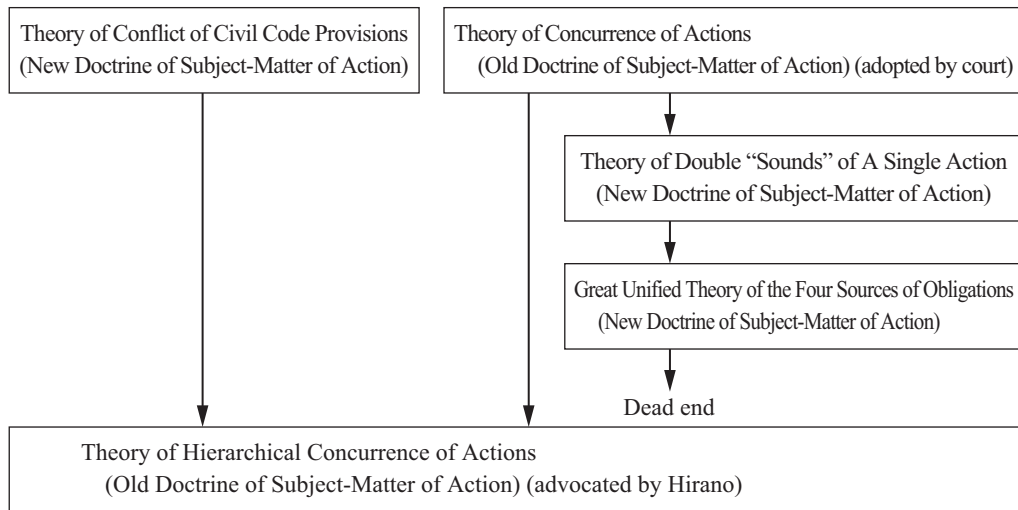 Theory of Conflict of Civil Code Provisions
(New Doctrine of Subject-Matter of Action)
Theory of Concurrence of Actions
(Old Doctrine of Subject-Matter of Action) (adopted by court)
Theory of Double “Sounds” of A Single Action
(New Doctrine of Subject-Matter of Action)
Great Unified Theory of the Four Sources of Obligations
(New Doctrine of Subject-Matter of Action)
Dead end
Theory of Hierarchical Concurrence of Actions
(Old Doctrine of Subject-Matter of Action) (advocated by Hirano)